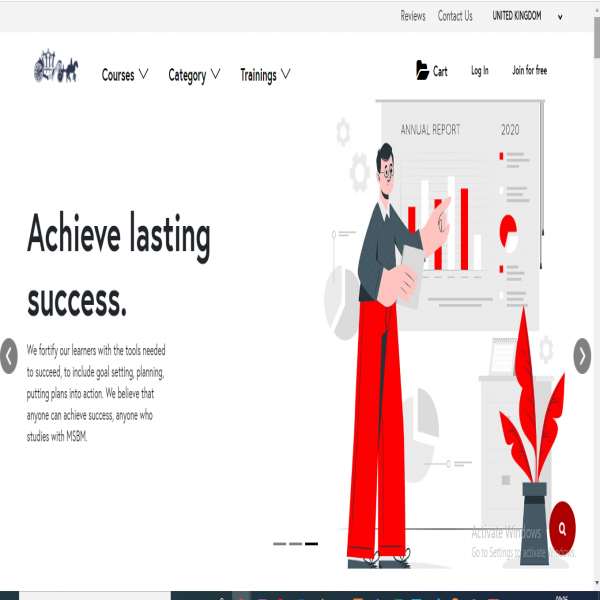 Reviews Contact Us UNITED KINGDOM
Courses Category Trainings Cart Log In Join for free
ANNUAL REPORT 2020
Achieve lasting
success.
We fortify our learners with the tools needed
to succeed, to include goal setting, planning,
putting plans into action. We believe that
anyone can achieve success, anyone who
studies with MSBM.
Activate Windows
Go to Settings to activate Windows.